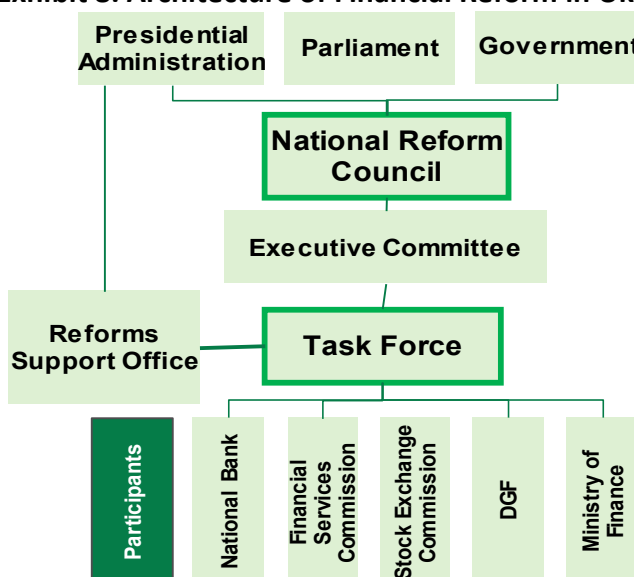 Presidential
Administration
Parliament
Government
National Reform
Council
Executive Committee
Reforms
Support Office
Task Force
Participants
National Bank
Financial
Services
Commission
Stock Exchange
Commission
DGF
Ministry of
Finance